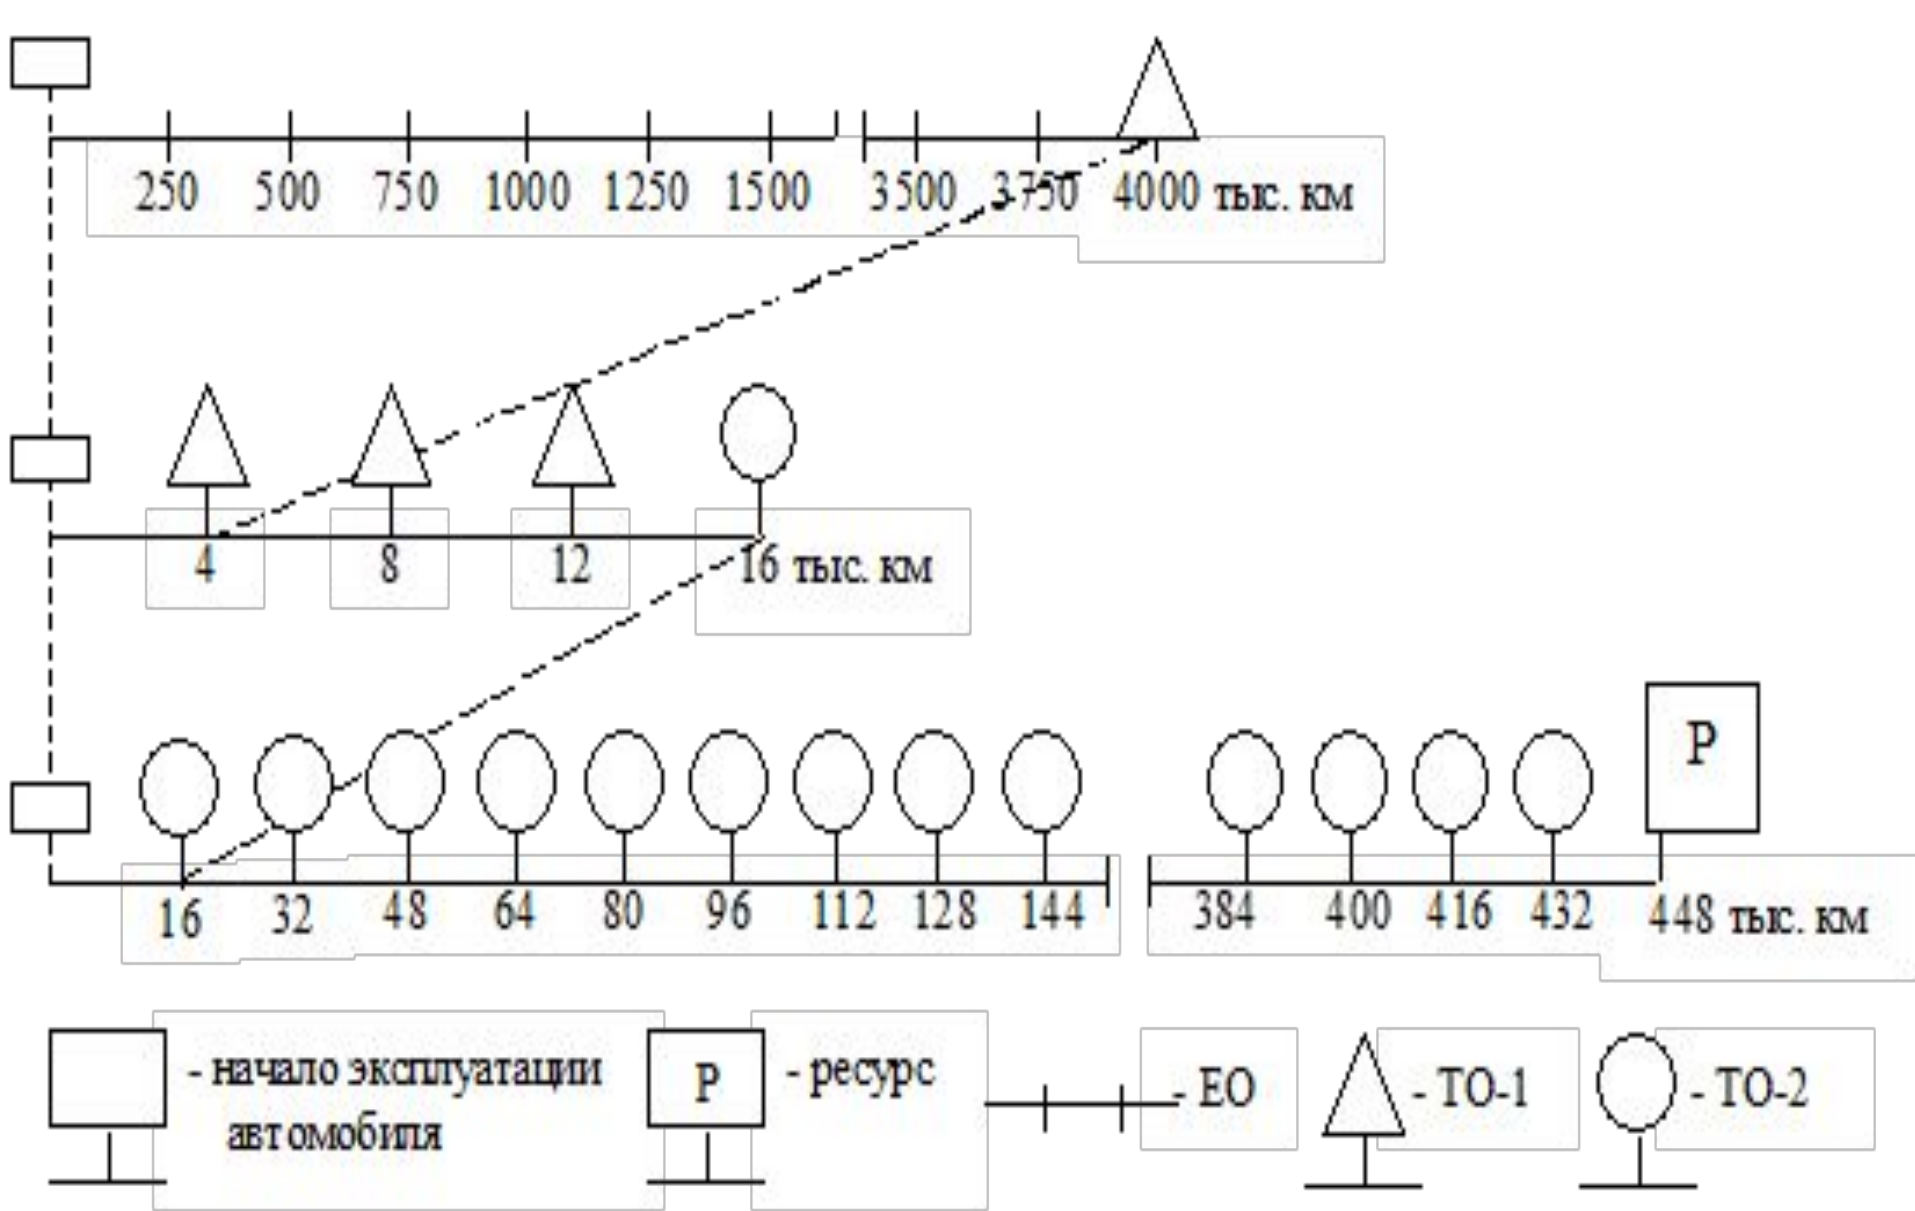 250 500 750 1000 1250 1500 3500 3750 4000 тыс. км
4 8 12 16 тыс. км
P
16 32 48 64 80 96 112 128 144 384 400 416 432 448 тыс. км
- начало эксплуатации
автомобиля
P - ресурс
- ЕО
- ТО-1
- ТО-2